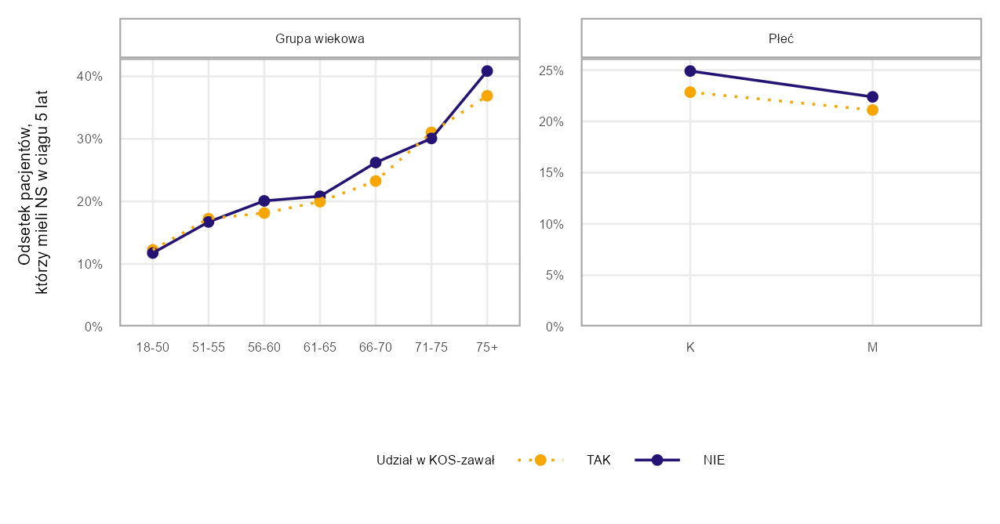 Grupa wiekowa
Płeć
Odsetek pacjentów,
którzy mieli NS w ciągu 5 lat
40%
30%
20%
10%
0%
25%
20%
15%
10%
5%
0%
18-50 51-55 56-60 61-65 66-70 71-75 75+
K M
Udział w KOS-zawał TAK NIE